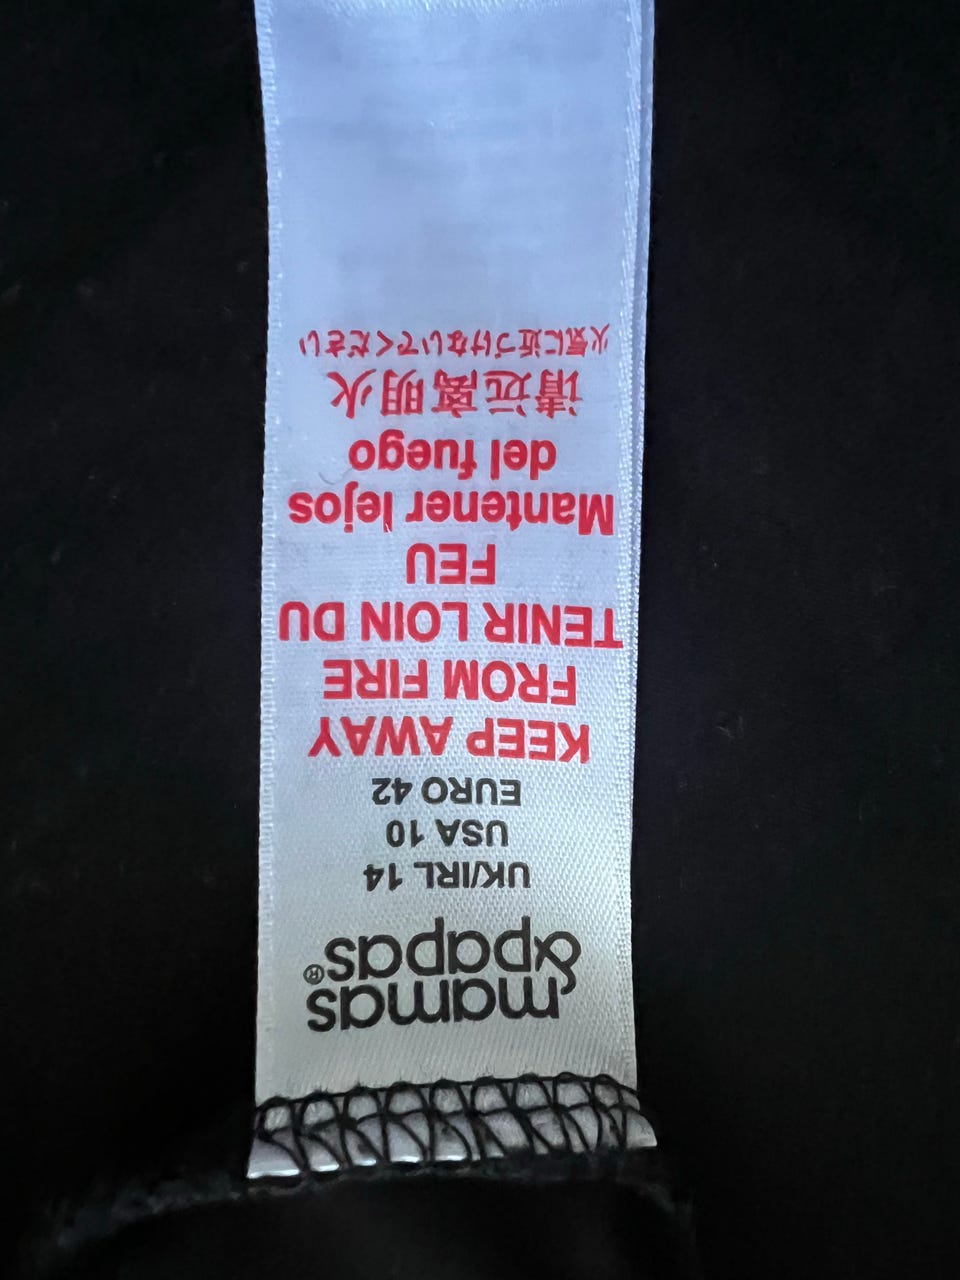 mamas
&papas®
UK/IRL 14
USA 10
EURO 42
KEEP AWAY
FROM FIRE
TENIR LOIN DU
FEU
Mantener lejos
del fuego
请远离明火
火気に近づけないでください